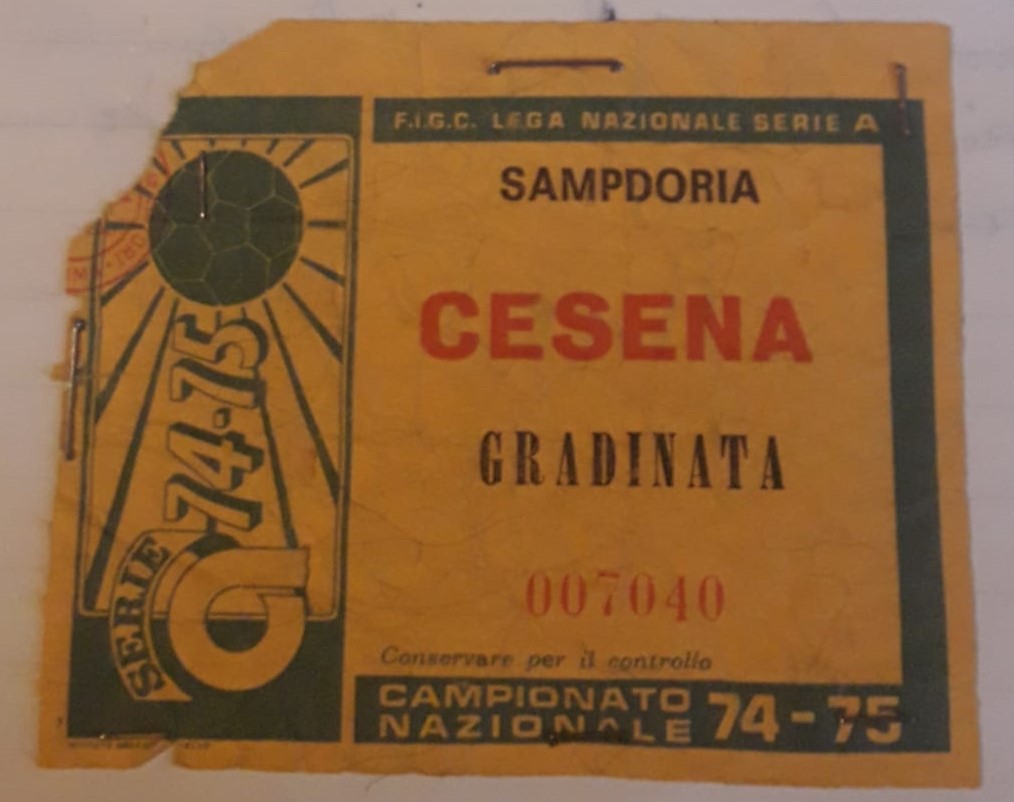 F.I.G.C. LEGA NAZIONALE SERIE A
SAMPDORIA
CESENA
GRADINATA
007040
Conservare per il controllo
CAMPIONATO
NAZIONALE 74-75
74-75
SERIE a